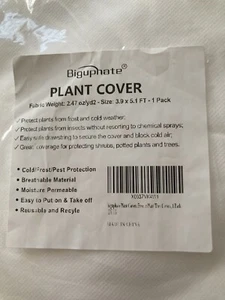 Biguphate®
PLANT COVER
Fabric Weight: 2.47 oz/yd2 - Size: 3.9 x 5.1 FT - 1 Pack
✓ Protect plants from frost and cold weather;
✓ Protect plants from insects without resorting to chemical sprays;
✓ Easy to tie drawstring to secure the cover and block cold air;
✓ Great coverage for protecting shrubs, potted plants and trees.
• Cold/Frost/Pest Protection
• Breathable Material
• Moisture Permeable
• Easy to Put on & Take off
• Reusable and Recyle